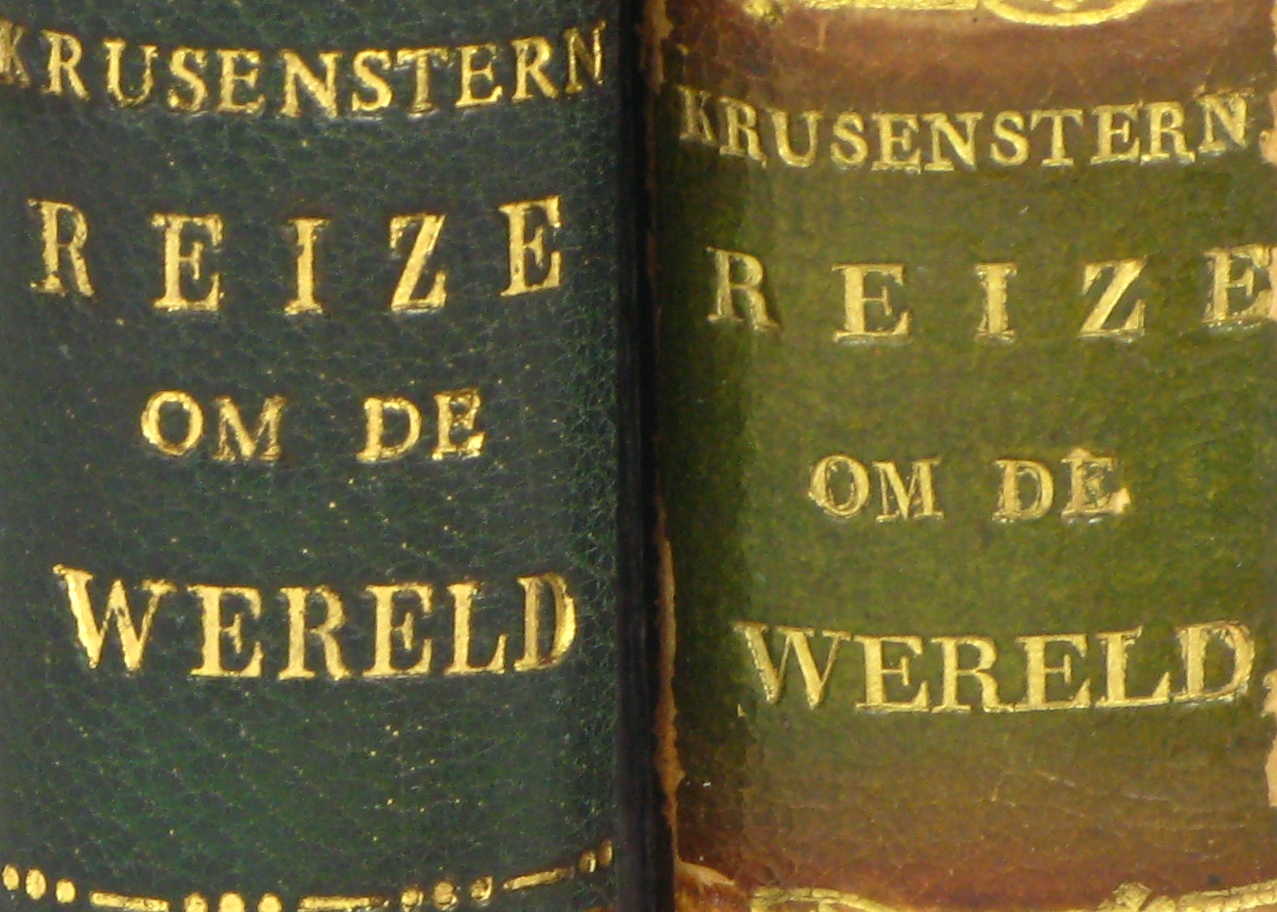 KRUSENSTERN
REIZE
OM DE
WERELD
KRUSENSTERN.
REIZE
OM DE
WERELD.